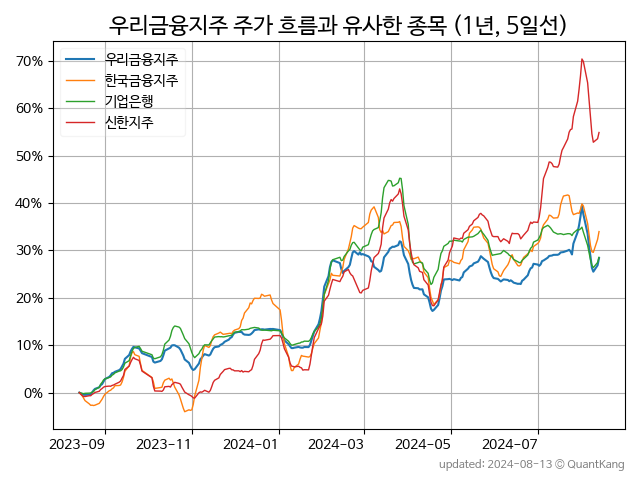 우리금융지주 주가 흐름과 유사한 종목 (1년, 5일선)
우리금융지주
한국금융지주
기업은행
신한지주
70%
60%
50%
40%
30%
20%
10%
0%
2023-09 2023-11 2024-01 2024-03 2024-05 2024-07
updated: 2024-08-13 © QuantKang